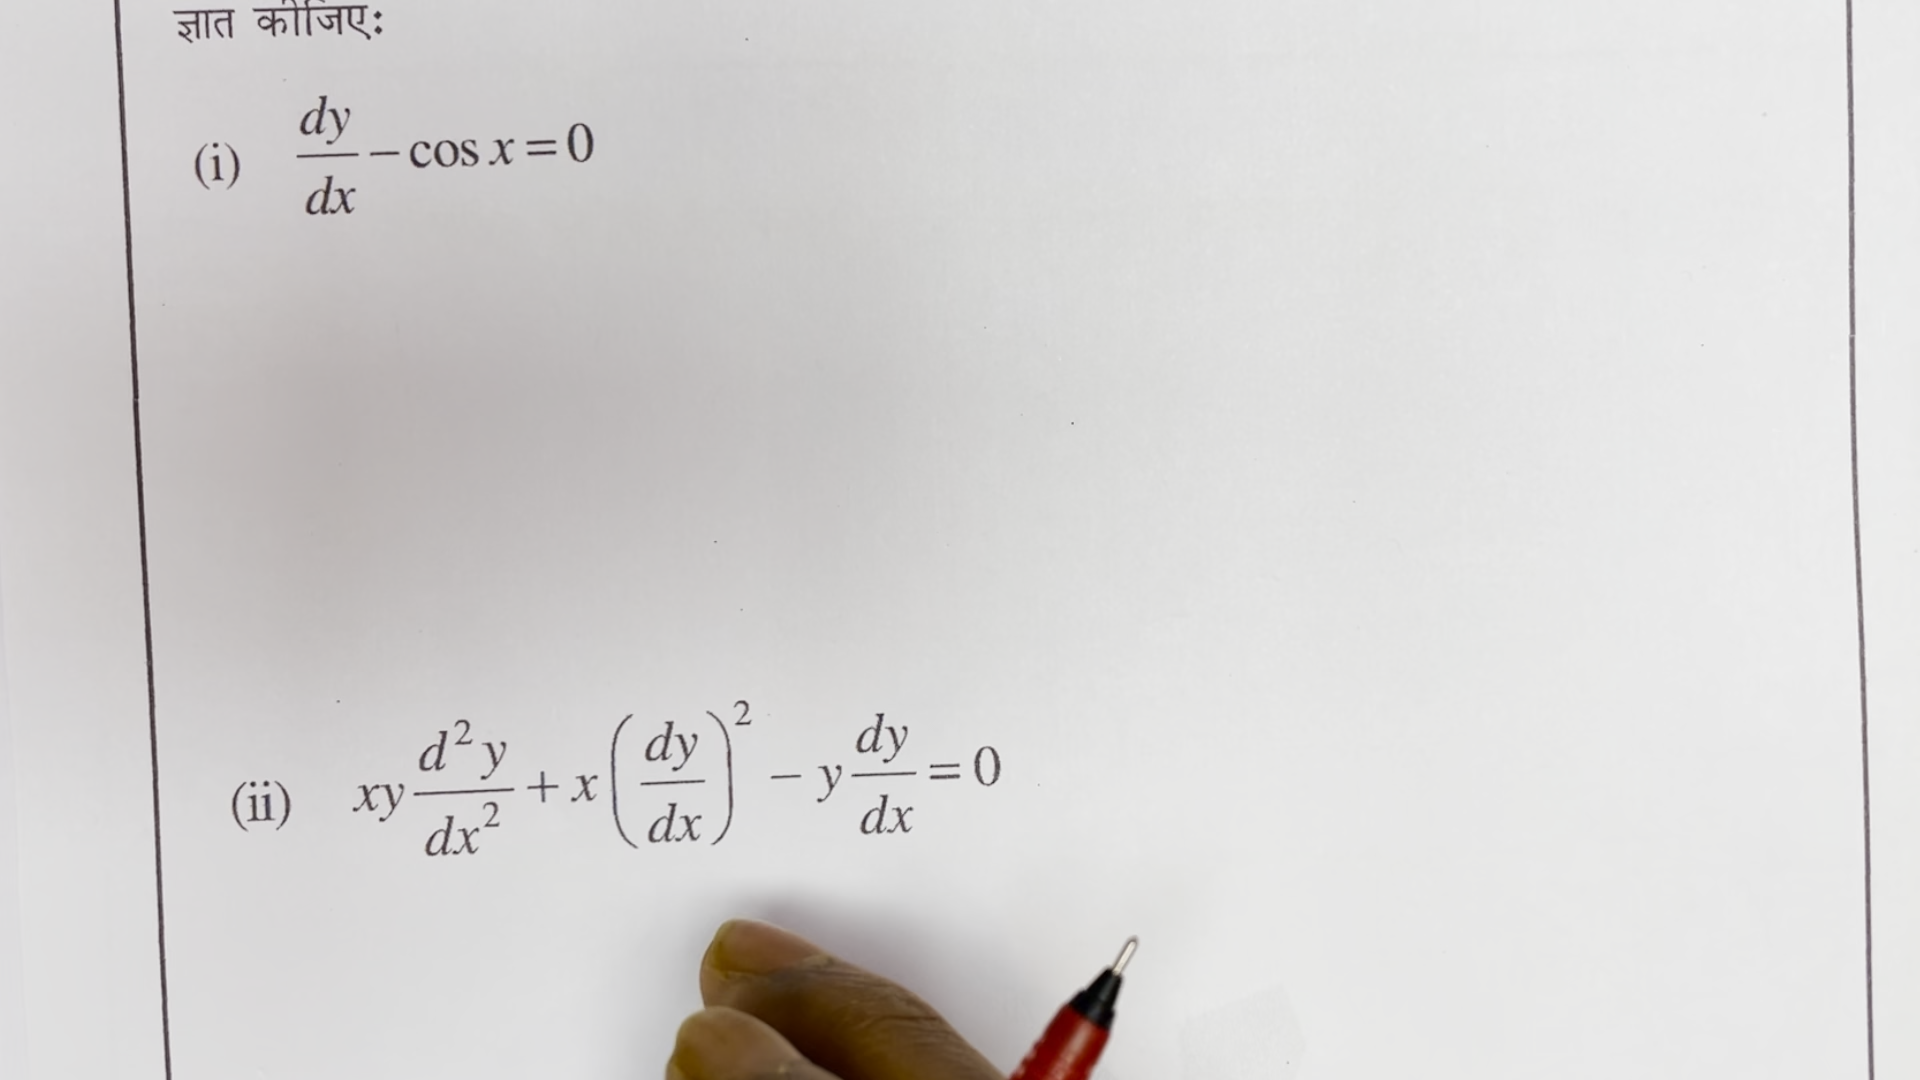 ज्ञात कीजिए:
(i) dy/dx − cos x = 0
(ii) xy d²y/dx² + x(dy/dx)² − y dy/dx = 0